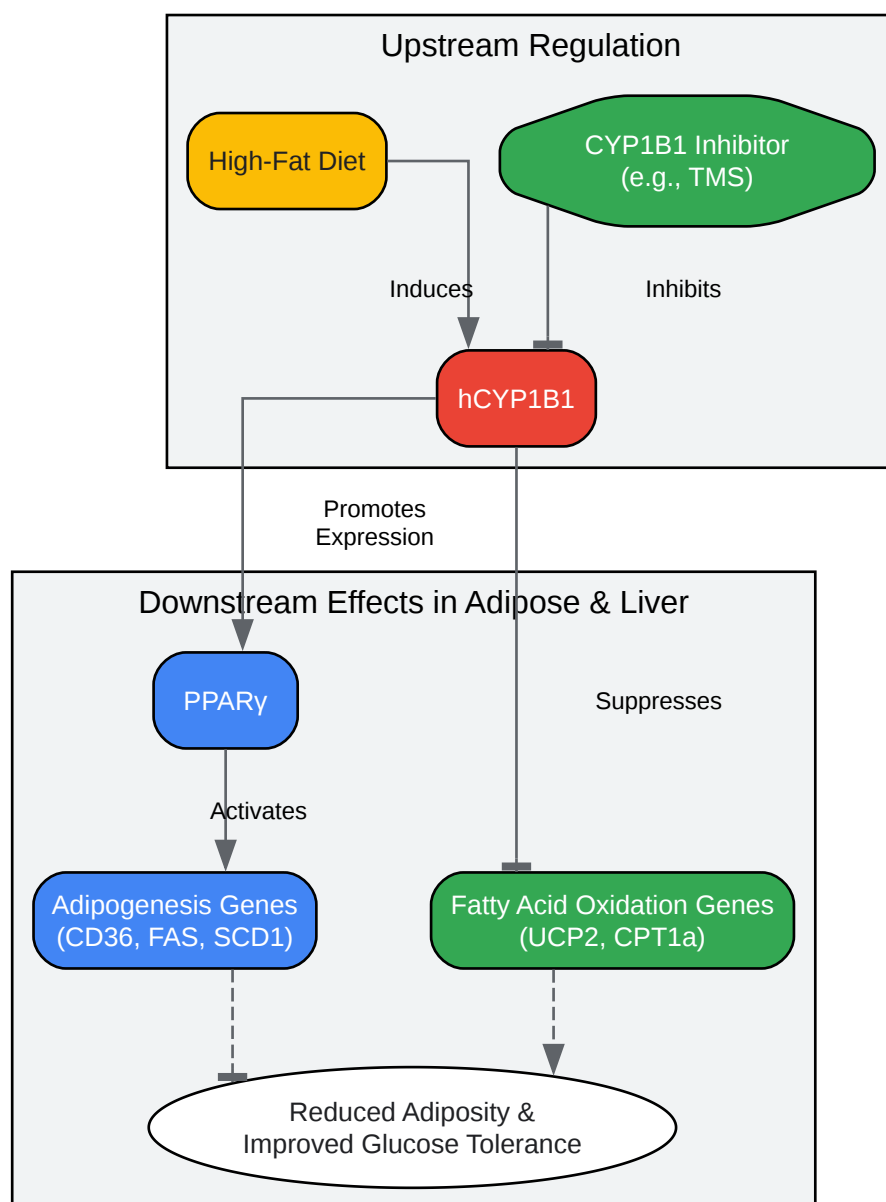 Upstream Regulation
High-Fat Diet
CYP1B1 Inhibitor
(e.g., TMS)
Induces
Inhibits
hCYP1B1
Promotes
Expression
Downstream Effects in Adipose & Liver
PPARγ
Suppresses
Activates
Adipogenesis Genes
(CD36, FAS, SCD1)
Fatty Acid Oxidation Genes
(UCP2, CPT1a)
Reduced Adiposity &
Improved Glucose Tolerance